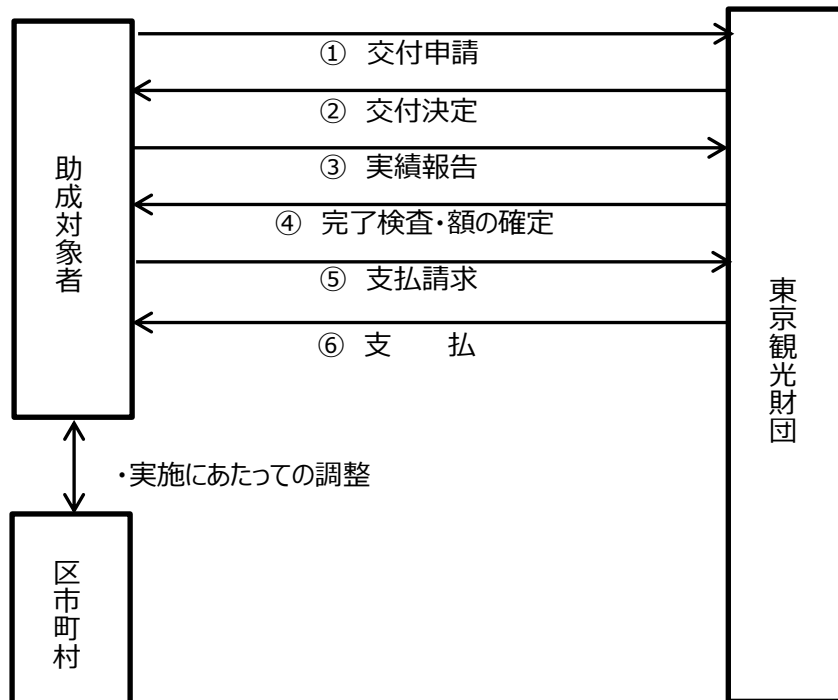 ① 交付申請
② 交付決定
③ 実績報告
④ 完了検査・額の確定
⑤ 支払請求
⑥ 支　　払
助成対象者
東京観光財団
・実施にあたっての調整
区市町村